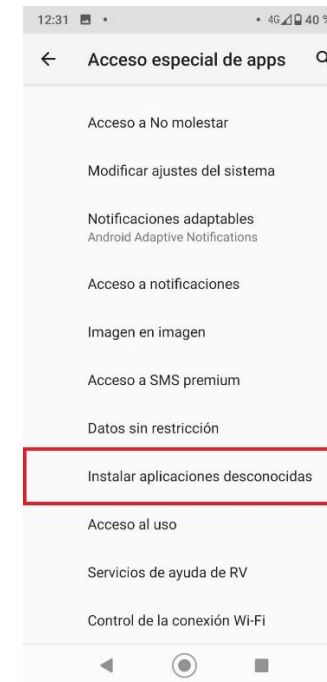 12:31 4G 40 %
Acceso especial de apps
Acceso a No molestar
Modificar ajustes del sistema
Notificaciones adaptables
Android Adaptive Notifications
Acceso a notificaciones
Imagen en imagen
Acceso a SMS premium
Datos sin restricción
Instalar aplicaciones desconocidas
Acceso al uso
Servicios de ayuda de RV
Control de la conexión Wi-Fi